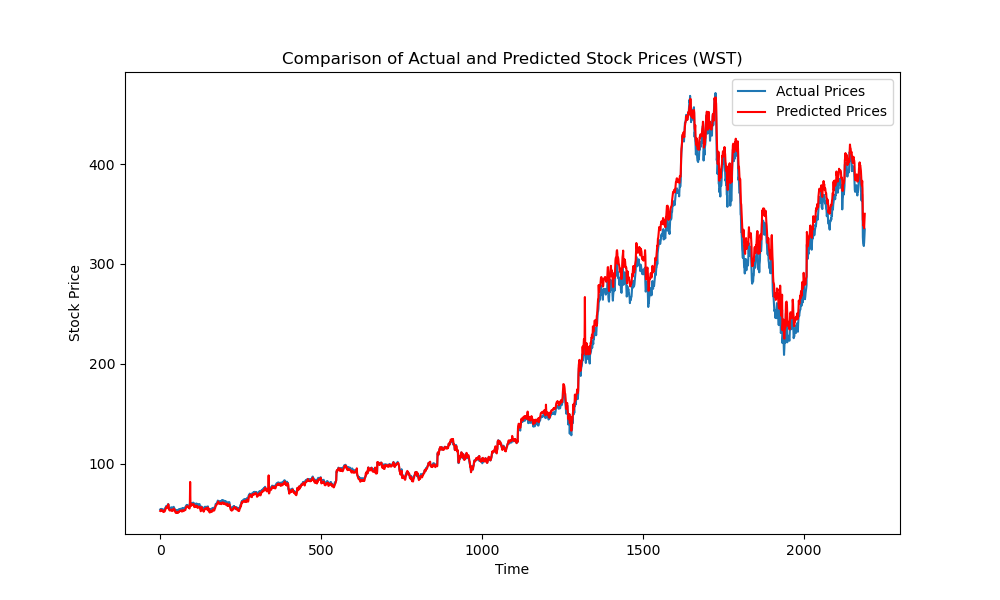 Comparison of Actual and Predicted Stock Prices (WST)
Actual Prices
Predicted Prices
Stock Price
400
300
200
100
0
500
1000
1500
2000
Time